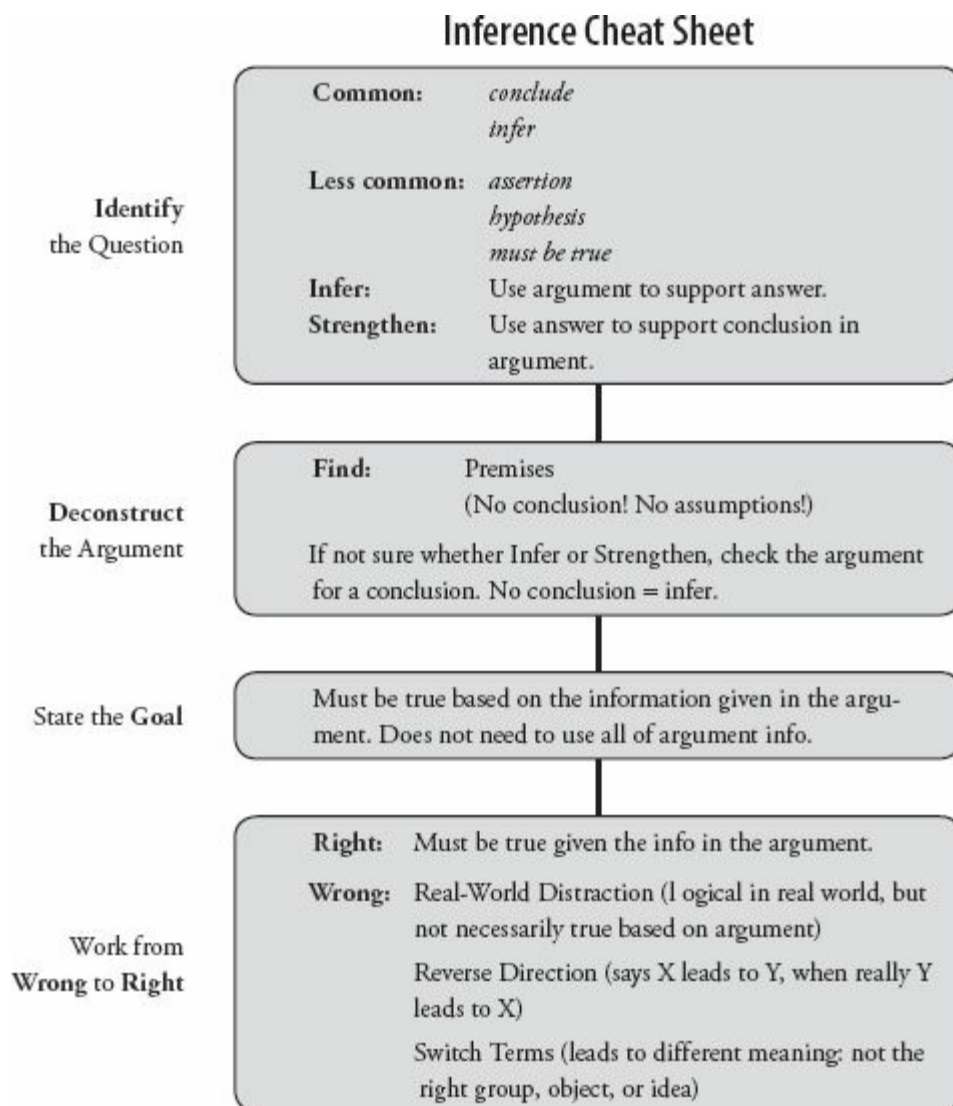 Inference Cheat Sheet
Identify
the Question
Common: conclude
infer
Less common: assertion
hypothesis
must be true
Infer: Use argument to support answer.
Strengthen: Use answer to support conclusion in
argument.
Deconstruct
the Argument
Find: Premises
(No conclusion! No assumptions!)
If not sure whether Infer or Strengthen, check the argument
for a conclusion. No conclusion = infer.
State the Goal
Must be true based on the information given in the argu-
ment. Does not need to use all of argument info.
Work from
Wrong to Right
Right: Must be true given the info in the argument.
Wrong: Real-World Distraction (l ogical in real world, but
not necessarily true based on argument)
Reverse Direction (says X leads to Y, when really Y
leads to X)
Switch Terms (leads to different meaning: not the
right group, object, or idea)